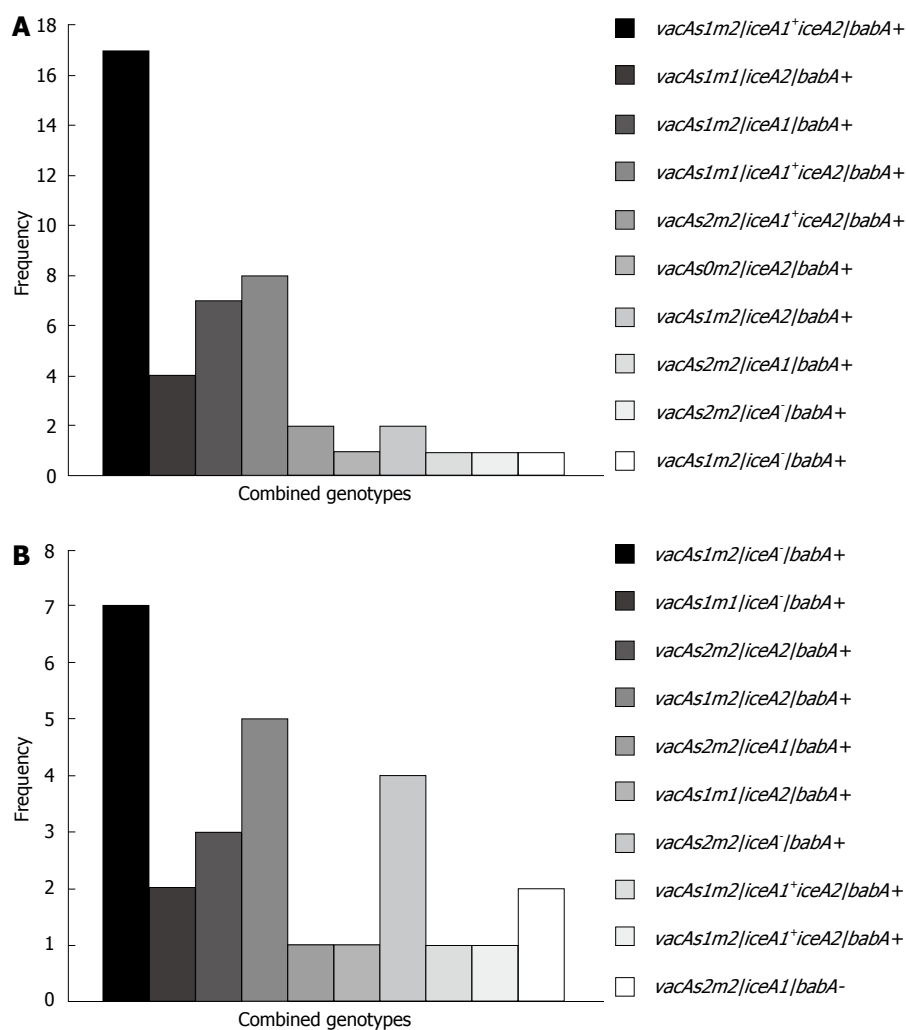 A
18
16
14
12
10
8
6
4
2
0
Frequency
Combined genotypes
vacAs1m2|iceA1⁺iceA2|babA+
vacAs1m1|iceA2|babA+
vacAs1m2|iceA1|babA+
vacAs1m1|iceA1⁺iceA2|babA+
vacAs2m2|iceA1⁺iceA2|babA+
vacAs0m2|iceA2|babA+
vacAs1m2|iceA2|babA+
vacAs2m2|iceA1|babA+
vacAs2m2|iceA⁻|babA+
vacAs1m2|iceA⁻|babA+
B
8
7
6
5
4
3
2
1
0
Frequency
Combined genotypes
vacAs1m2|iceA⁻|babA+
vacAs1m1|iceA⁻|babA+
vacAs2m2|iceA2|babA+
vacAs1m2|iceA2|babA+
vacAs2m2|iceA1|babA+
vacAs1m1|iceA2|babA+
vacAs2m2|iceA⁻|babA+
vacAs1m2|iceA1⁺iceA2|babA+
vacAs1m2|iceA1⁺iceA2|babA+
vacAs2m2|iceA1|babA-